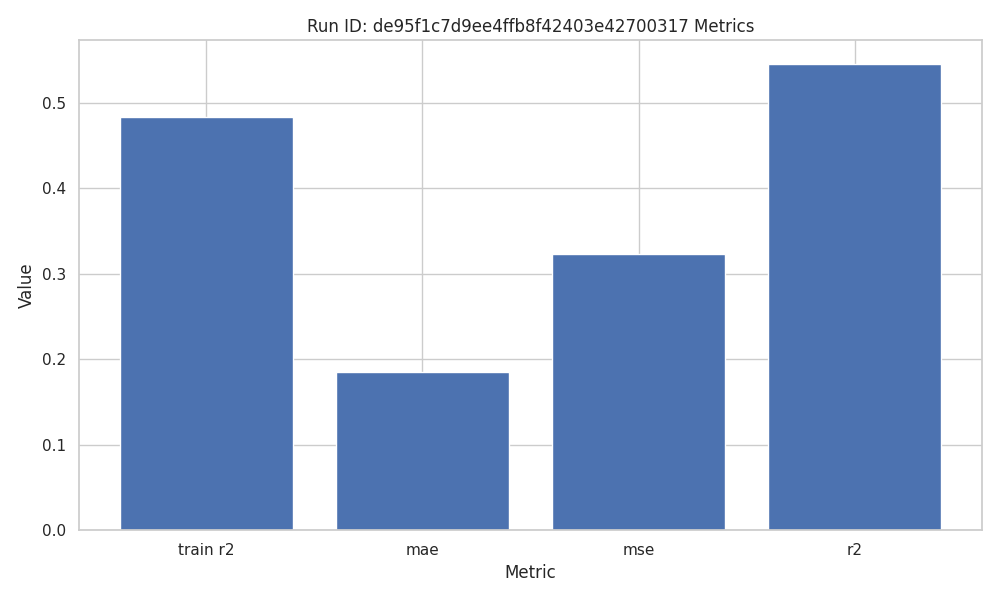 Run ID: de95f1c7d9ee4ffb8f42403e42700317 Metrics
Value
0.5
0.4
0.3
0.2
0.1
0.0
train r2
mae
mse
r2
Metric